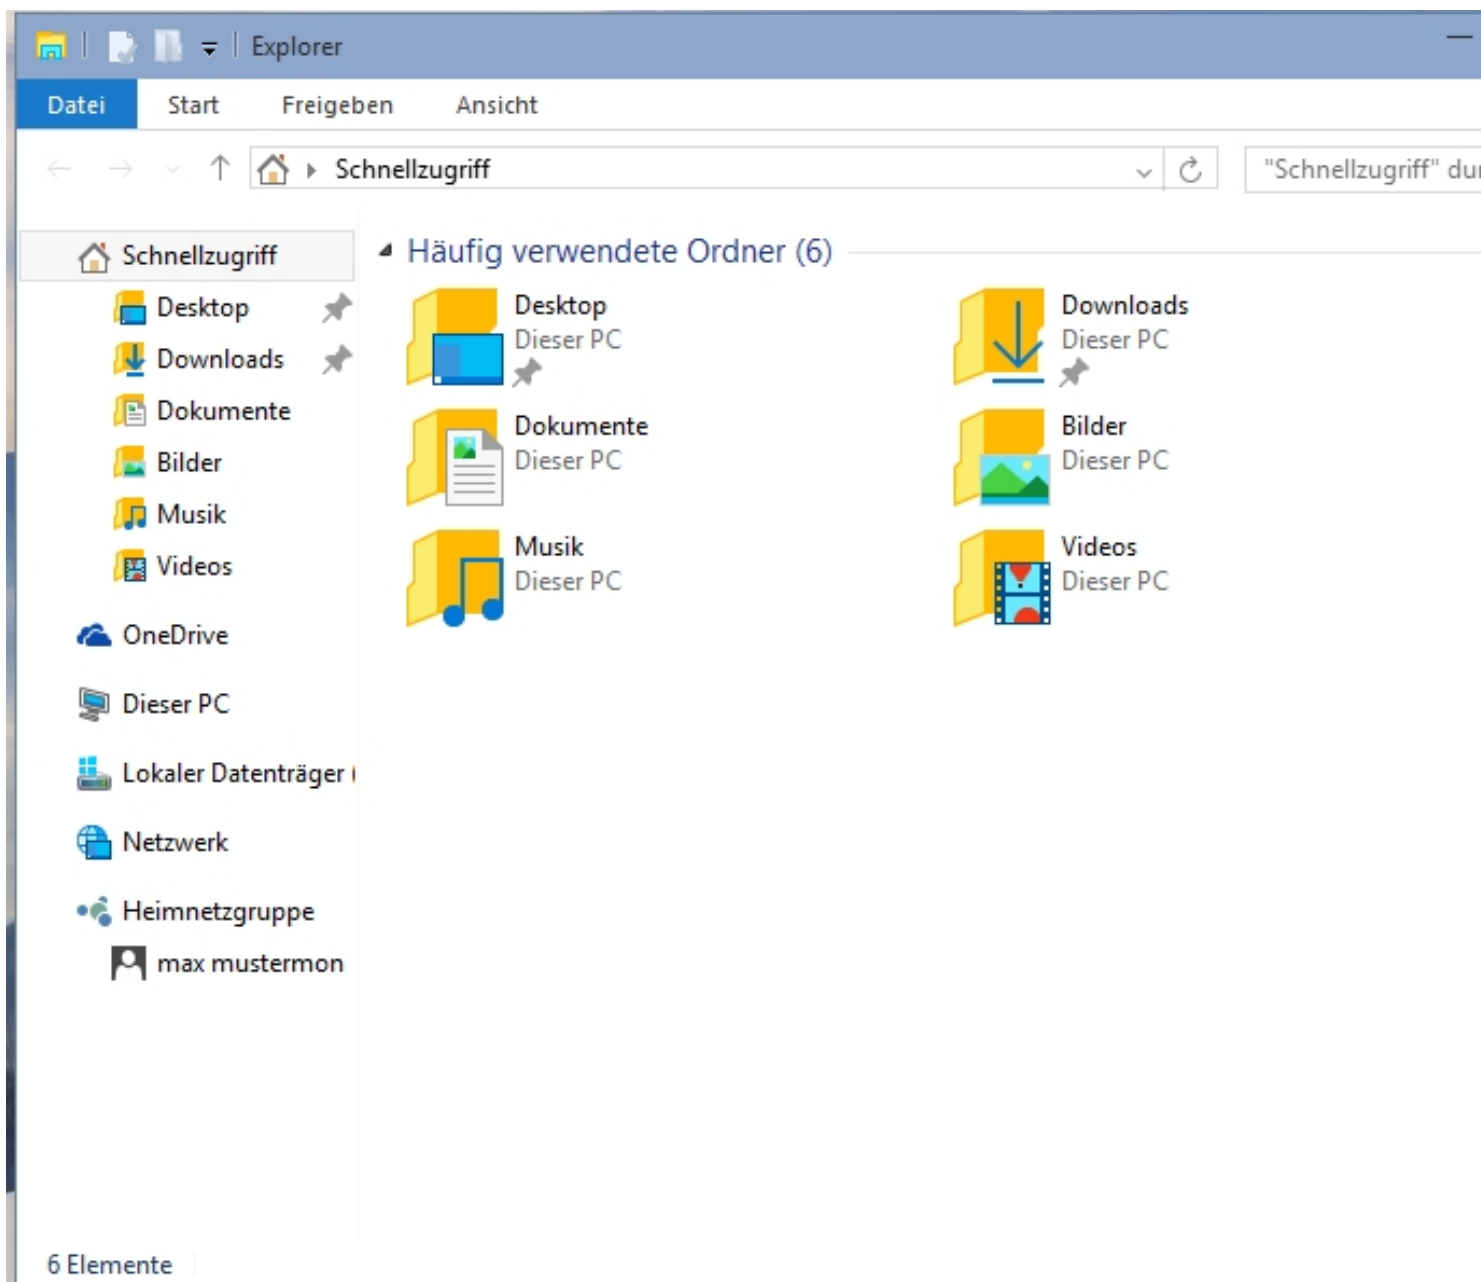 Explorer
Datei Start Freigeben Ansicht
Schnellzugriff
"Schnellzugriff"
Schnellzugriff
Desktop
Downloads
Dokumente
Bilder
Musik
Videos
OneDrive
Dieser PC
Lokaler Datenträger
Netzwerk
Heimnetzgruppe
max mustermon
Häufig verwendete Ordner (6)
Desktop
Dieser PC
Downloads
Dieser PC
Dokumente
Dieser PC
Bilder
Dieser PC
Musik
Dieser PC
Videos
Dieser PC
6 Elemente